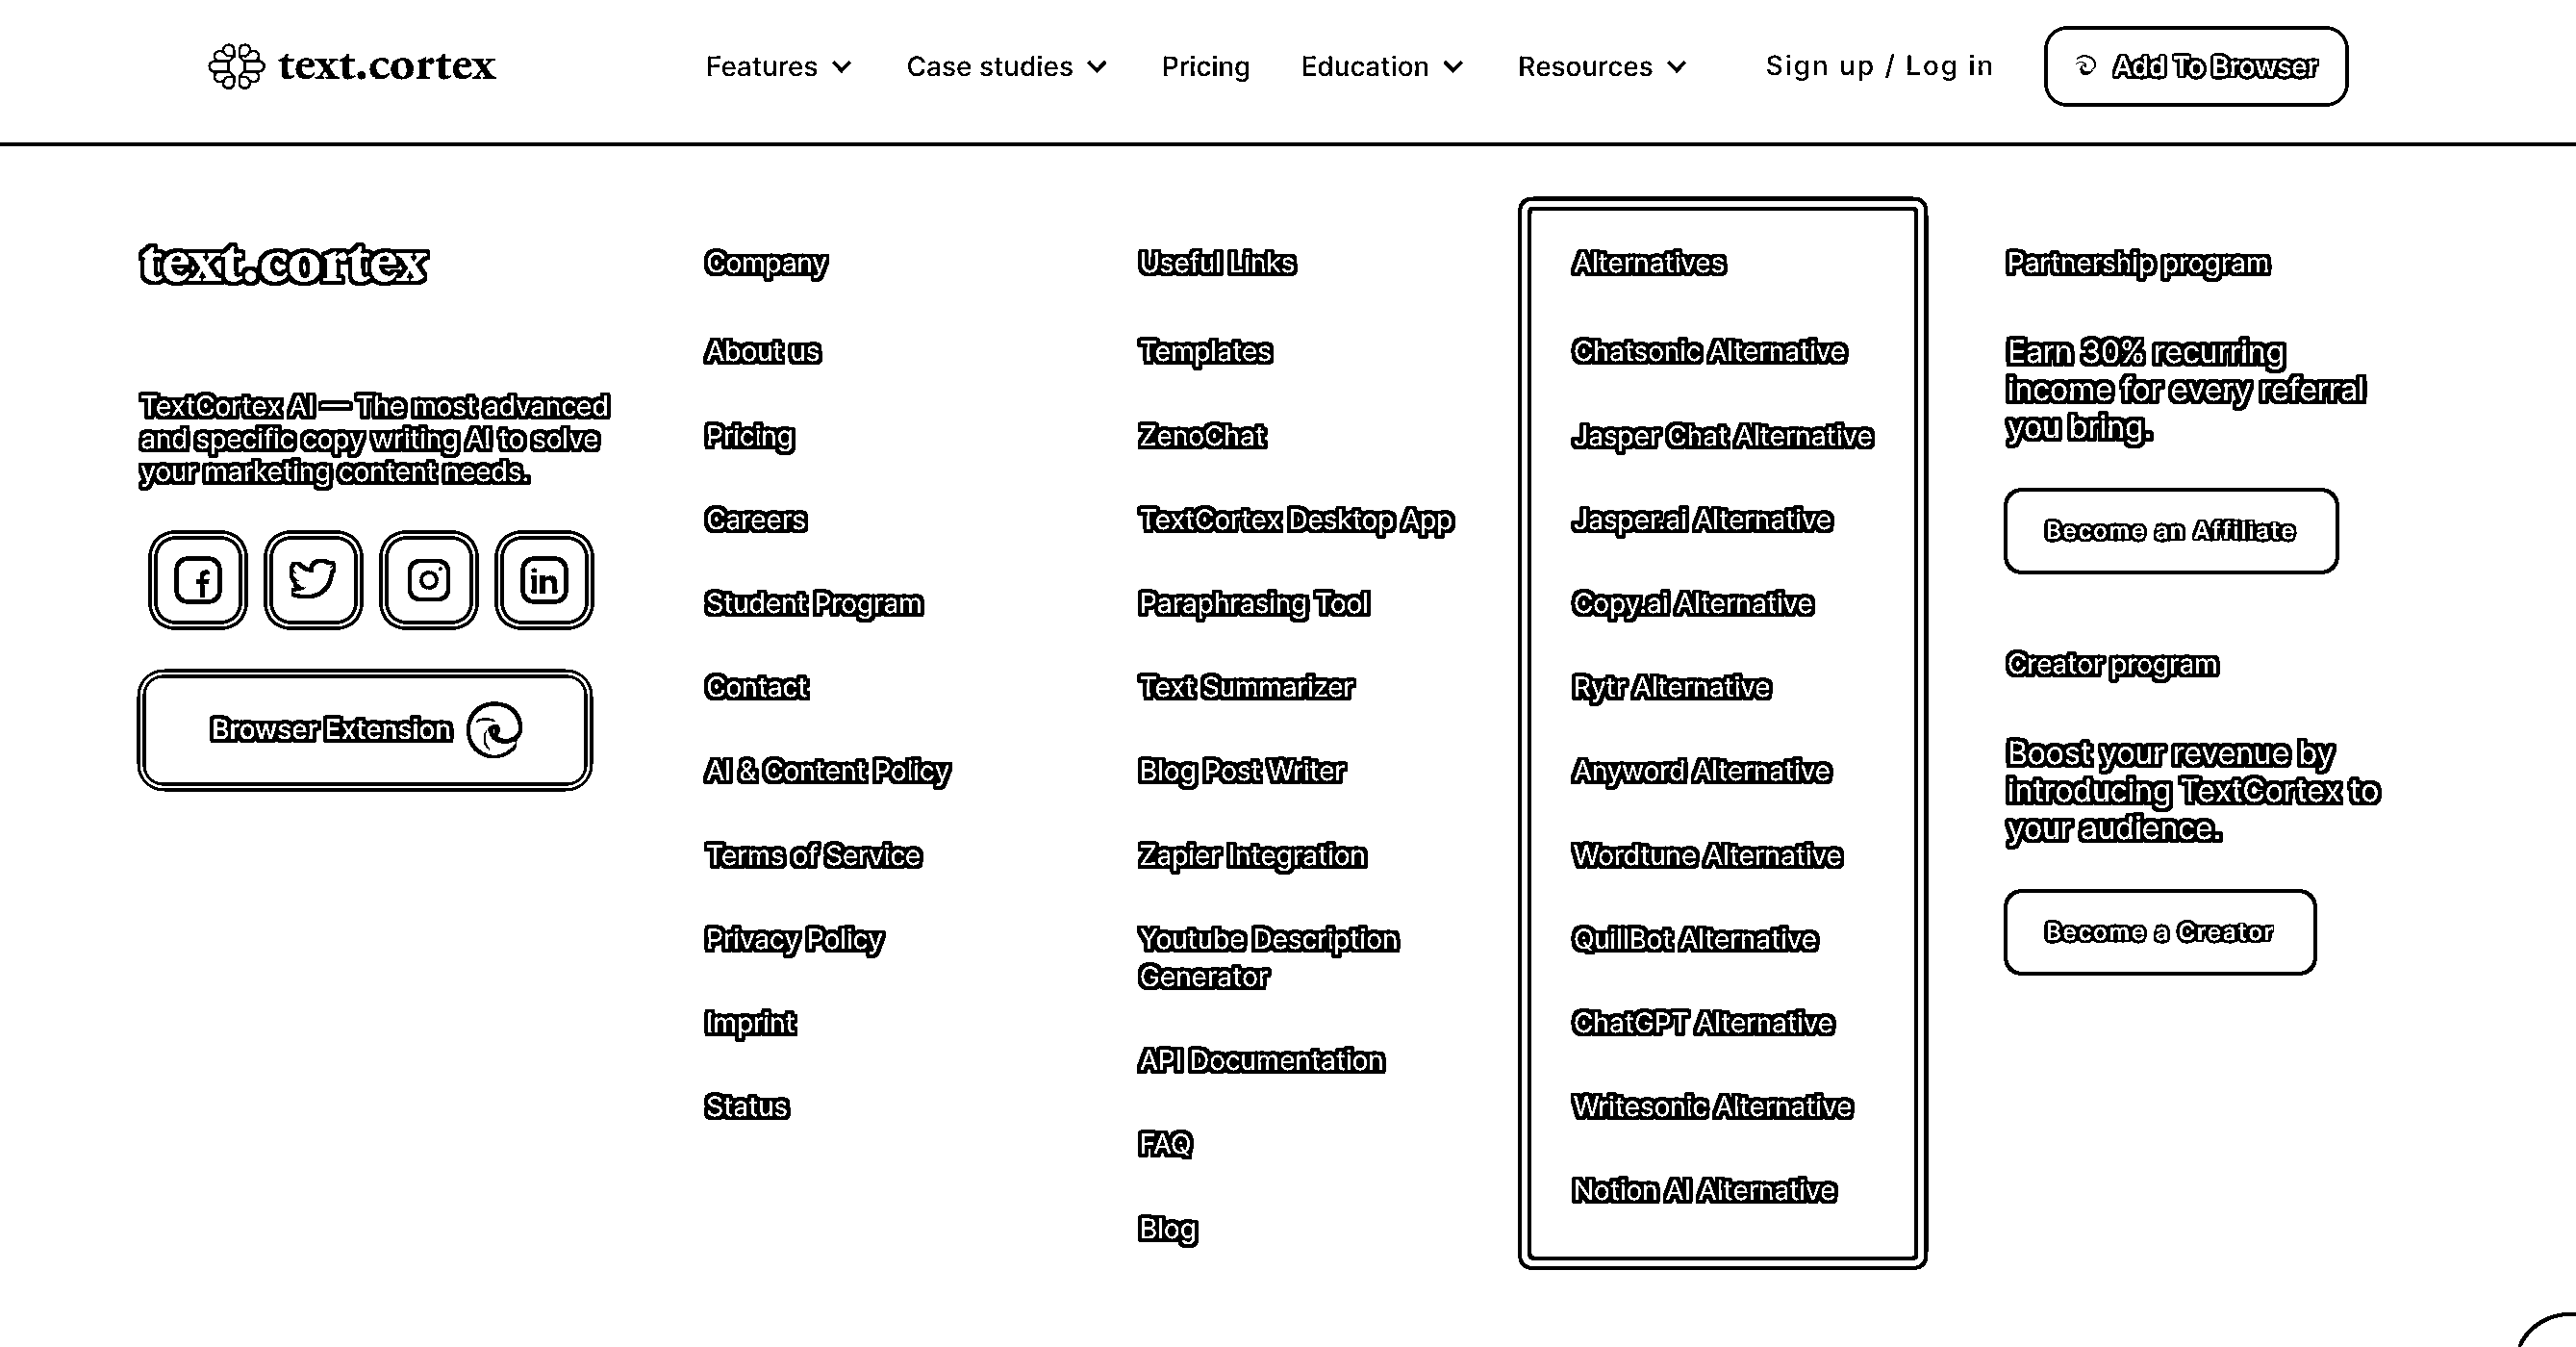 text.cortex
Features
Case studies
Pricing
Education
Resources
Sign up / Log in
Add To Browser
text.cortex
TextCortex AI — The most advanced
and specific copy writing AI to solve
your marketing content needs.
Browser Extension
Company
About us
Pricing
Careers
Student Program
Contact
AI & Content Policy
Terms of Service
Privacy Policy
Imprint
Status
Useful Links
Templates
ZenoChat
TextCortex Desktop App
Paraphrasing Tool
Text Summarizer
Blog Post Writer
Zapier Integration
Youtube Description
Generator
API Documentation
FAQ
Blog
Alternatives
Chatsonic Alternative
Jasper Chat Alternative
Jasper.ai Alternative
Copy.ai Alternative
Rytr Alternative
Anyword Alternative
Wordtune Alternative
QuillBot Alternative
ChatGPT Alternative
Writesonic Alternative
Notion AI Alternative
Partnership program
Earn 30% recurring
income for every referral
you bring.
Become an Affiliate
Creator program
Boost your revenue by
introducing TextCortex to
your audience.
Become a Creator